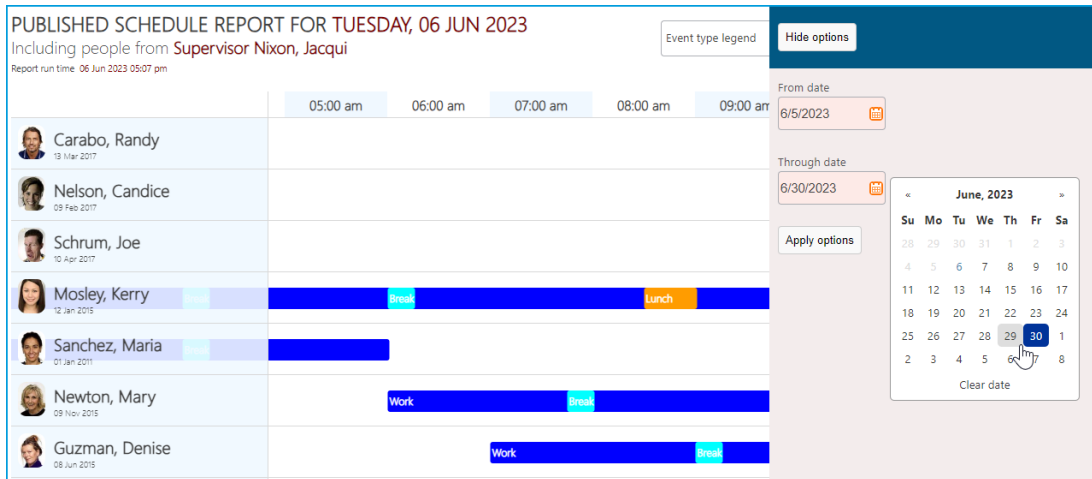 PUBLISHED SCHEDULE REPORT FOR TUESDAY, 06 JUN 2023
Including people from Supervisor Nixon, Jacqui
Report run time 06 Jun 2023 05:07 pm
Event type legend
Hide options
05:00 am 06:00 am 07:00 am 08:00 am 09:00 am
Carabo, Randy
13 Mar 2017
Nelson, Candice
09 Feb 2017
Schrum, Joe
10 Apr 2017
Mosley, Kerry
12 Jan 2015
Break Break Lunch
Sanchez, Maria
01 Jan 2011
Break
Newton, Mary
09 Nov 2015
Work Break
Guzman, Denise
08 Jun 2015
Work Break
From date
6/5/2023
Through date
6/30/2023
Apply options
« June, 2023 »
Su Mo Tu We Th Fr Sa
28 29 30 31 1 2 3
4 5 6 7 8 9 10
11 12 13 14 15 16 17
18 19 20 21 22 23 24
25 26 27 28 29 30 1
2 3 4 5 6 7 8
Clear date